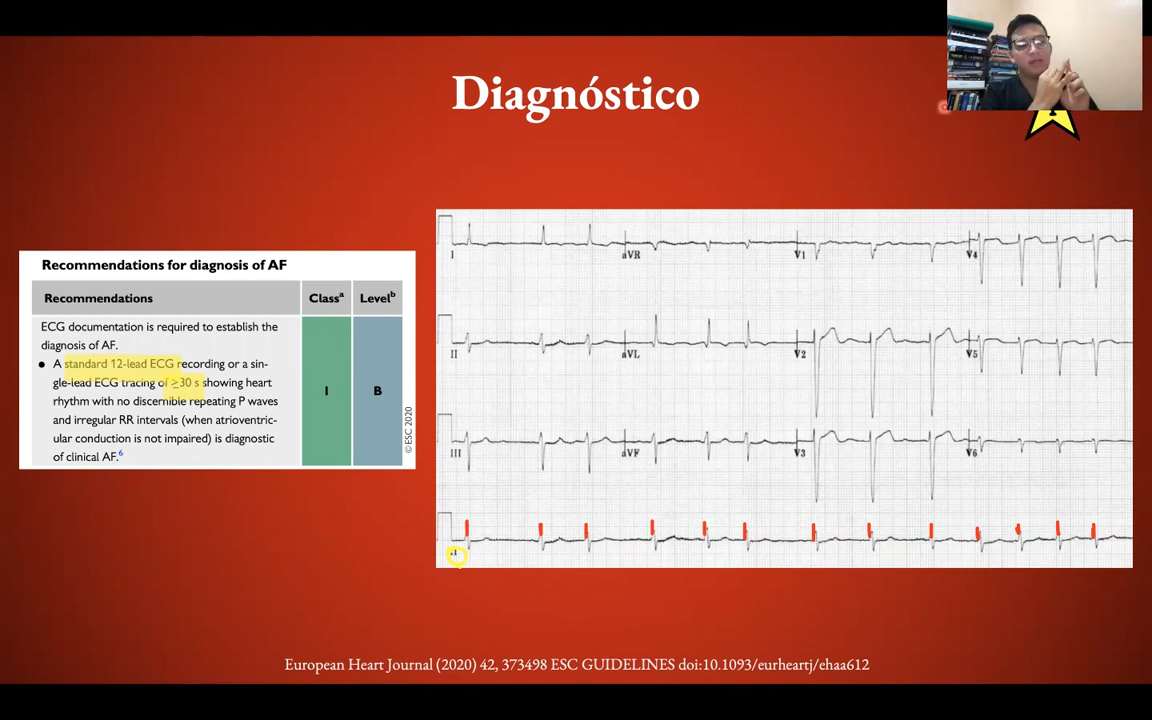 Diagnóstico
Recommendations for diagnosis of AF
Recommendations Classᵃ Levelᵇ
ECG documentation is required to establish the
diagnosis of AF.
● A standard 12-lead ECG recording or a sin-
gle-lead ECG tracing of ≥30 s showing heart
rhythm with no discernible repeating P waves
and irregular RR intervals (when atrioventric-
ular conduction is not impaired) is diagnostic
of clinical AF.⁶
I B
©ESC 2020
I aVR V1 V4
II aVL V2 V5
III aVF V3 V6
European Heart Journal (2020) 42, 373498 ESC GUIDELINES doi:10.1093/eurheartj/ehaa612